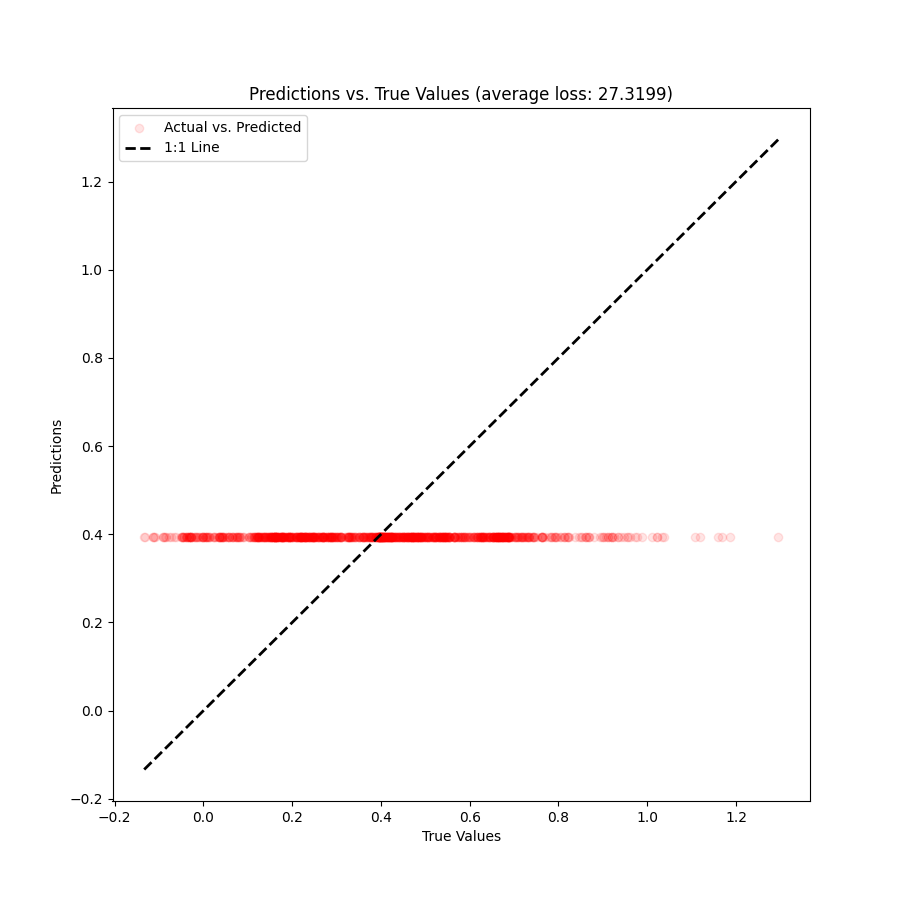 Predictions vs. True Values (average loss: 27.3199)
Actual vs. Predicted
1:1 Line
1.2
1.0
0.8
0.6
0.4
0.2
0.0
−0.2
Predictions
−0.2 0.0 0.2 0.4 0.6 0.8 1.0 1.2
True Values